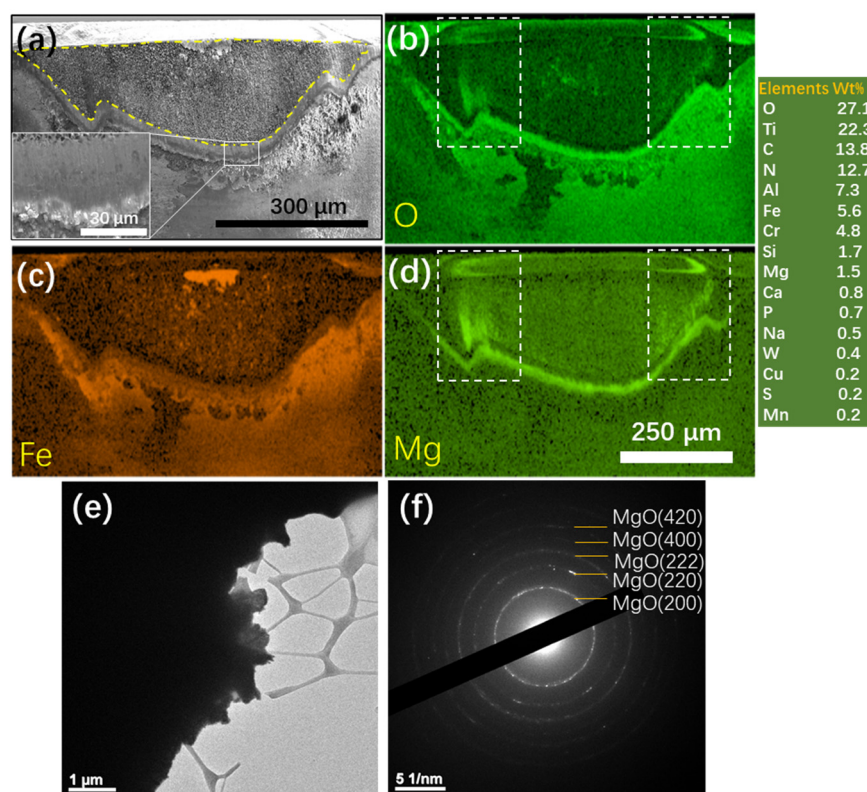 (a)
30 μm
300 μm
(b)
O
(c)
Fe
(d)
Mg
250 μm
Elements Wt%
O 27.1
Ti 22.3
C 13.8
N 12.7
Al 7.3
Fe 5.6
Cr 4.8
Si 1.7
Mg 1.5
Ca 0.8
P 0.7
Na 0.5
W 0.4
Cu 0.2
S 0.2
Mn 0.2
(e)
1 μm
(f)
MgO(420)
MgO(400)
MgO(222)
MgO(220)
MgO(200)
5 1/nm